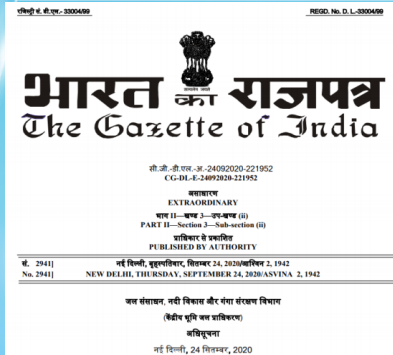 रजिस्ट्री सं. डी.एल.- 33004/99 REGD. No. D. L.-33004/99
भारत का राजपत्र
The Gazette of India
सी.जी.-डी.एल.-अ.-24092020-221952
CG-DL-E-24092020-221952
असाधारण
EXTRAORDINARY
भाग II—खण्ड 3—उप-खण्ड (ii)
PART II—Section 3—Sub-section (ii)
प्राधिकार से प्रकाशित
PUBLISHED BY AUTHORITY
सं. 2941] नई दिल्ली, बृहस्पतिवार, सितम्बर 24, 2020/आश्विन 2, 1942
No. 2941] NEW DELHI, THURSDAY, SEPTEMBER 24, 2020/ASVINA 2, 1942
जल संसाधन, नदी विकास और गंगा संरक्षण विभाग
(केंद्रीय भूमि जल प्राधिकरण)
अधिसूचना
नई दिल्ली, 24 सितम्बर, 2020